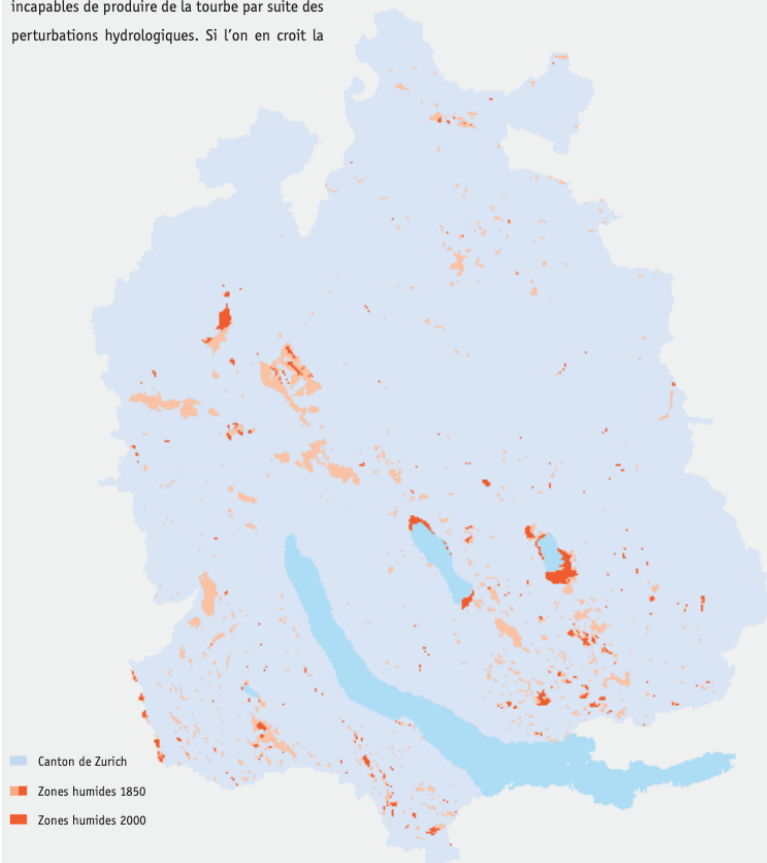 incapables de produire de la tourbe par suite des
perturbations hydrologiques. Si l’on en croit la
Canton de Zurich
Zones humides 1850
Zones humides 2000